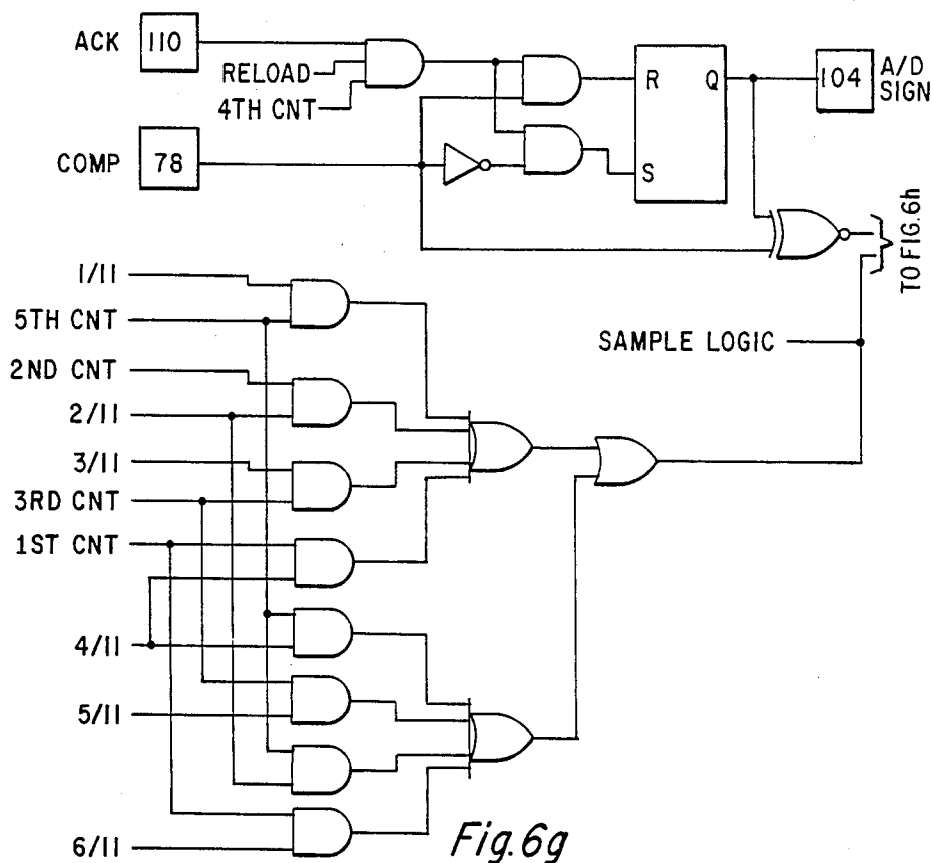 ACK 110
RELOAD
4TH CNT
COMP 78
R Q
S
104 A/D SIGN
TO FIG.6h
1/11
5TH CNT
2ND CNT
2/11
3/11
3RD CNT
1ST CNT
4/11
5/11
6/11
SAMPLE LOGIC
Fig.6g